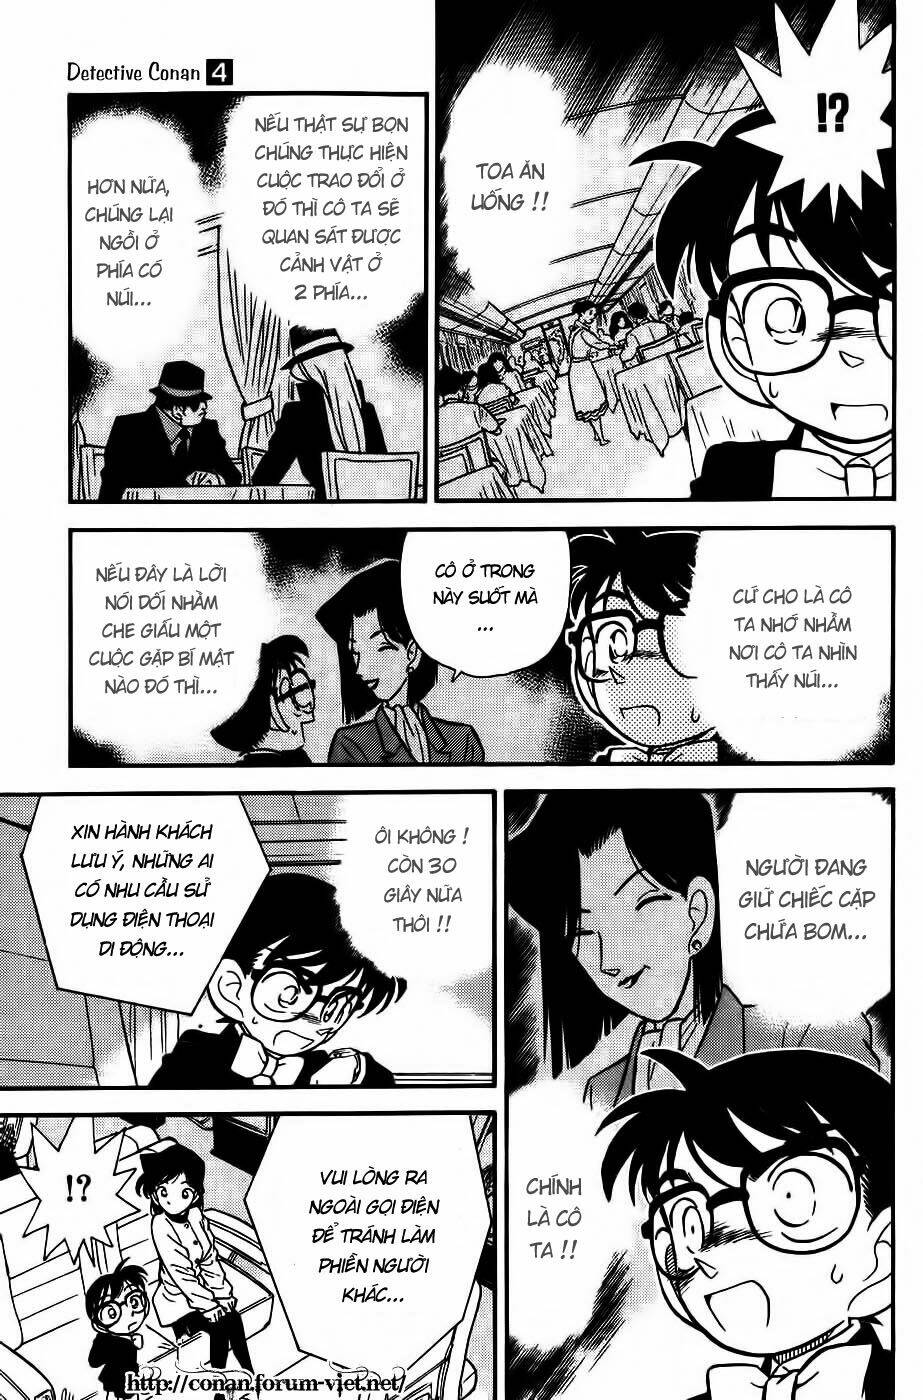 Detective Conan 4
!?
TOA ĂN
UỐNG !!
NẾU THẬT SỰ BỌN
CHÚNG THỰC HIỆN
CUỘC TRAO ĐỔI Ở
ĐÓ THÌ CÔ TA SẼ
QUAN SÁT ĐƯỢC
CẢNH VẬT Ở
2 PHÍA...
HƠN NỮA,
CHÚNG LẠI
NGỒI Ở
PHÍA CÓ
NÚI...
CỨ CHO LÀ CÔ
TA NHỚ NHẦM
NƠI CÔ TA NHÌN
THẤY NÚI...
CÔ Ở TRONG
NÀY SUỐT MÀ
...
NẾU ĐÂY LÀ LỜI
NÓI DỐI NHẰM
CHE GIẤU MỘT
CUỘC GẶP BÍ MẬT
NÀO ĐÓ THÌ...
NGƯỜI ĐANG
GIỮ CHIẾC CẶP
CHỨA BOM...
CHÍNH
LÀ CÔ
TA !!
ÔI KHÔNG !
CÒN 30
GIÂY NỮA
THÔI !!
XIN HÀNH KHÁCH
LƯU Ý, NHỮNG AI
CÓ NHU CẦU SỬ
DỤNG ĐIỆN THOẠI
DI ĐỘNG...
VUI LÒNG RA
NGOÀI GỌI ĐIỆN
ĐỂ TRÁNH LÀM
PHIỀN NGƯỜI
KHÁC...
!?
http://conan.forum-viet.net/